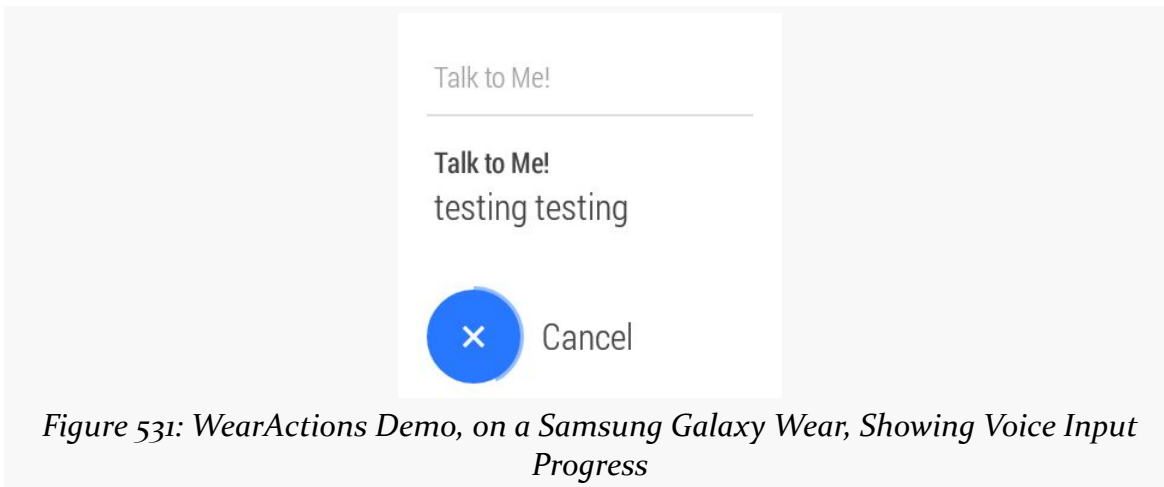 Talk to Me!
Talk to Me!
testing testing
Cancel
Figure 531: WearActions Demo, on a Samsung Galaxy Wear, Showing Voice Input
Progress